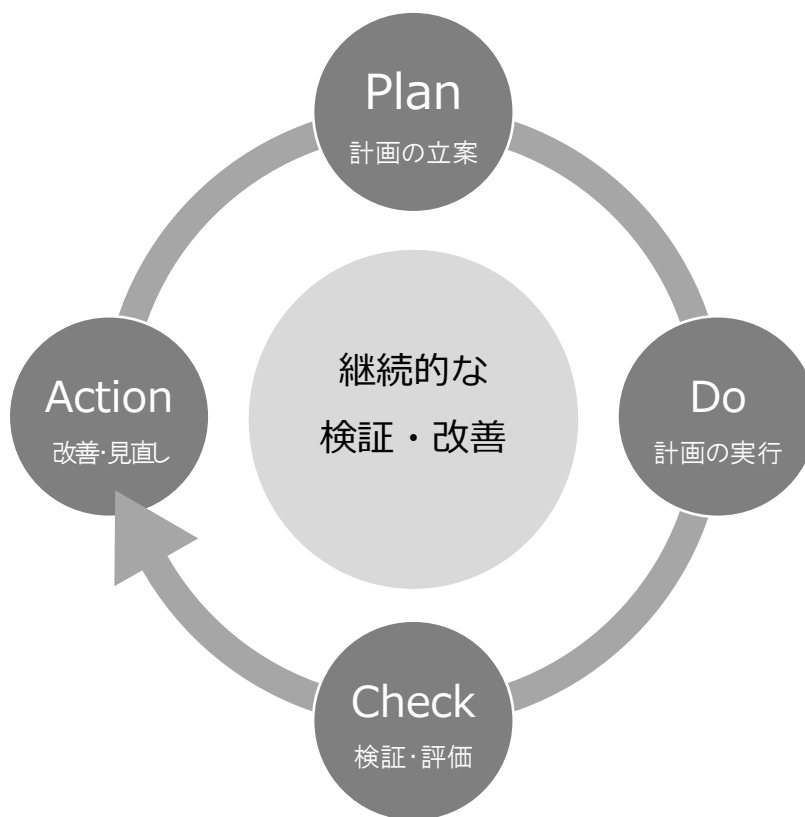 Plan
計画の立案
Do
計画の実行
Check
検証･評価
Action
改善･見直し
継続的な
検証・改善